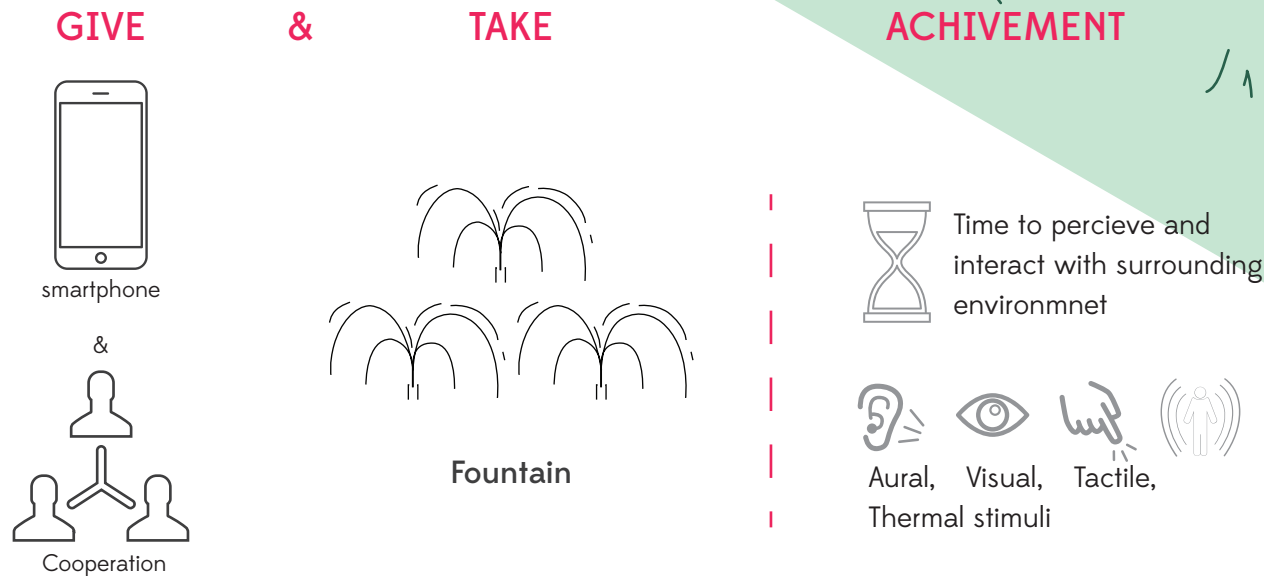 GIVE & TAKE ACHIVEMENT
smartphone
&
Cooperation
Fountain
Time to percieve and
interact with surrounding
environmnet
Aural, Visual, Tactile,
Thermal stimuli